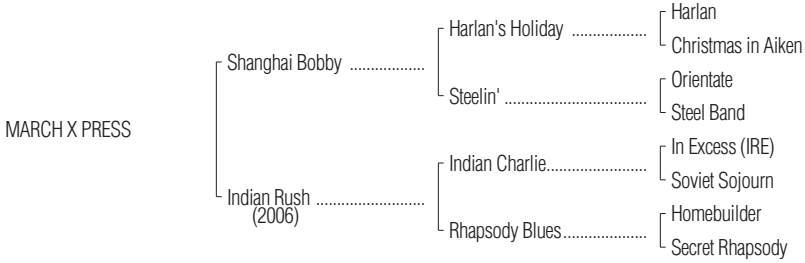 Harlan
Harlan's Holiday ..................
Christmas in Aiken
Shanghai Bobby ..................
Orientate
Steelin' ..................................
Steel Band
MARCH X PRESS
In Excess (IRE)
Indian Charlie........................
Soviet Sojourn
Indian Rush ..........................
(2006)
Homebuilder
Rhapsody Blues....................
Secret Rhapsody